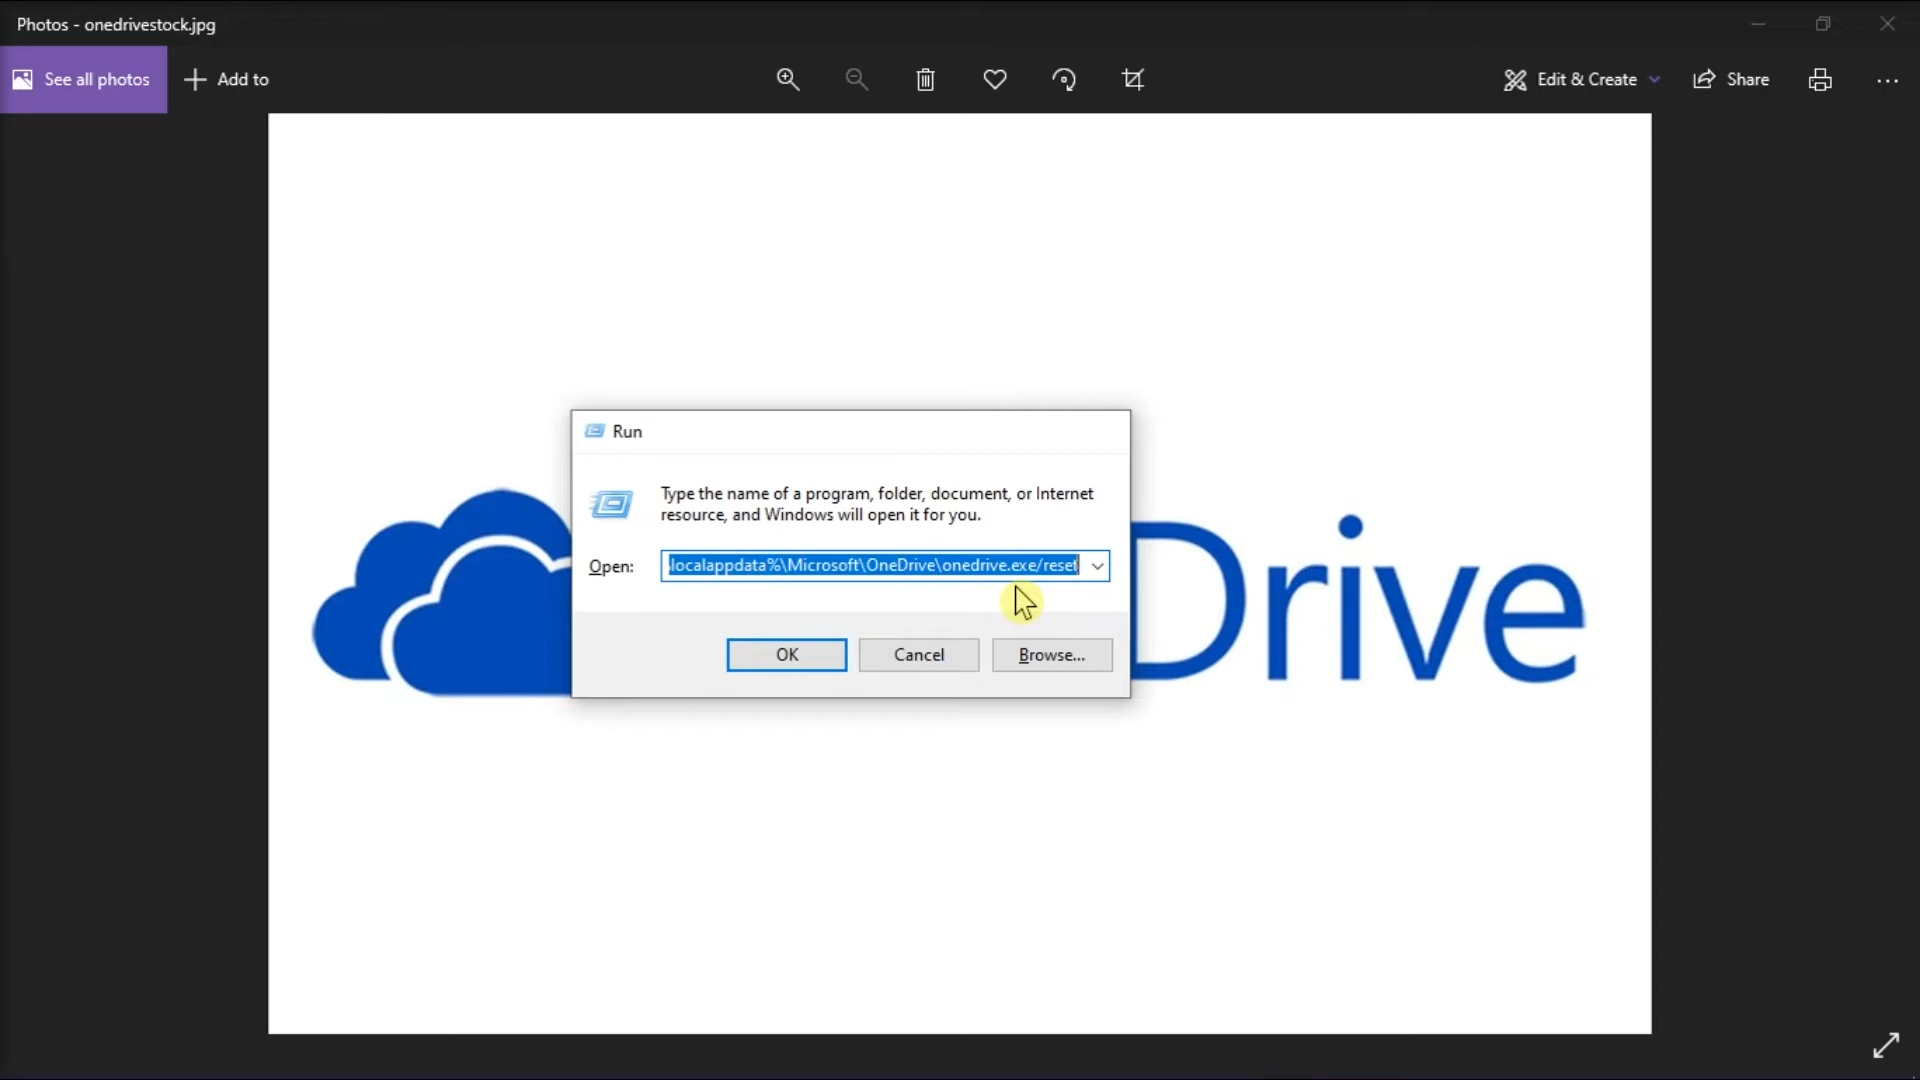 Photos - onedrivestock.jpg
See all photos
Add to
Edit & Create
Share
Run
Type the name of a program, folder, document, or Internet
resource, and Windows will open it for you.
Open:
localappdata%\Microsoft\OneDrive\onedrive.exe/reset
OK
Cancel
Browse...
Drive